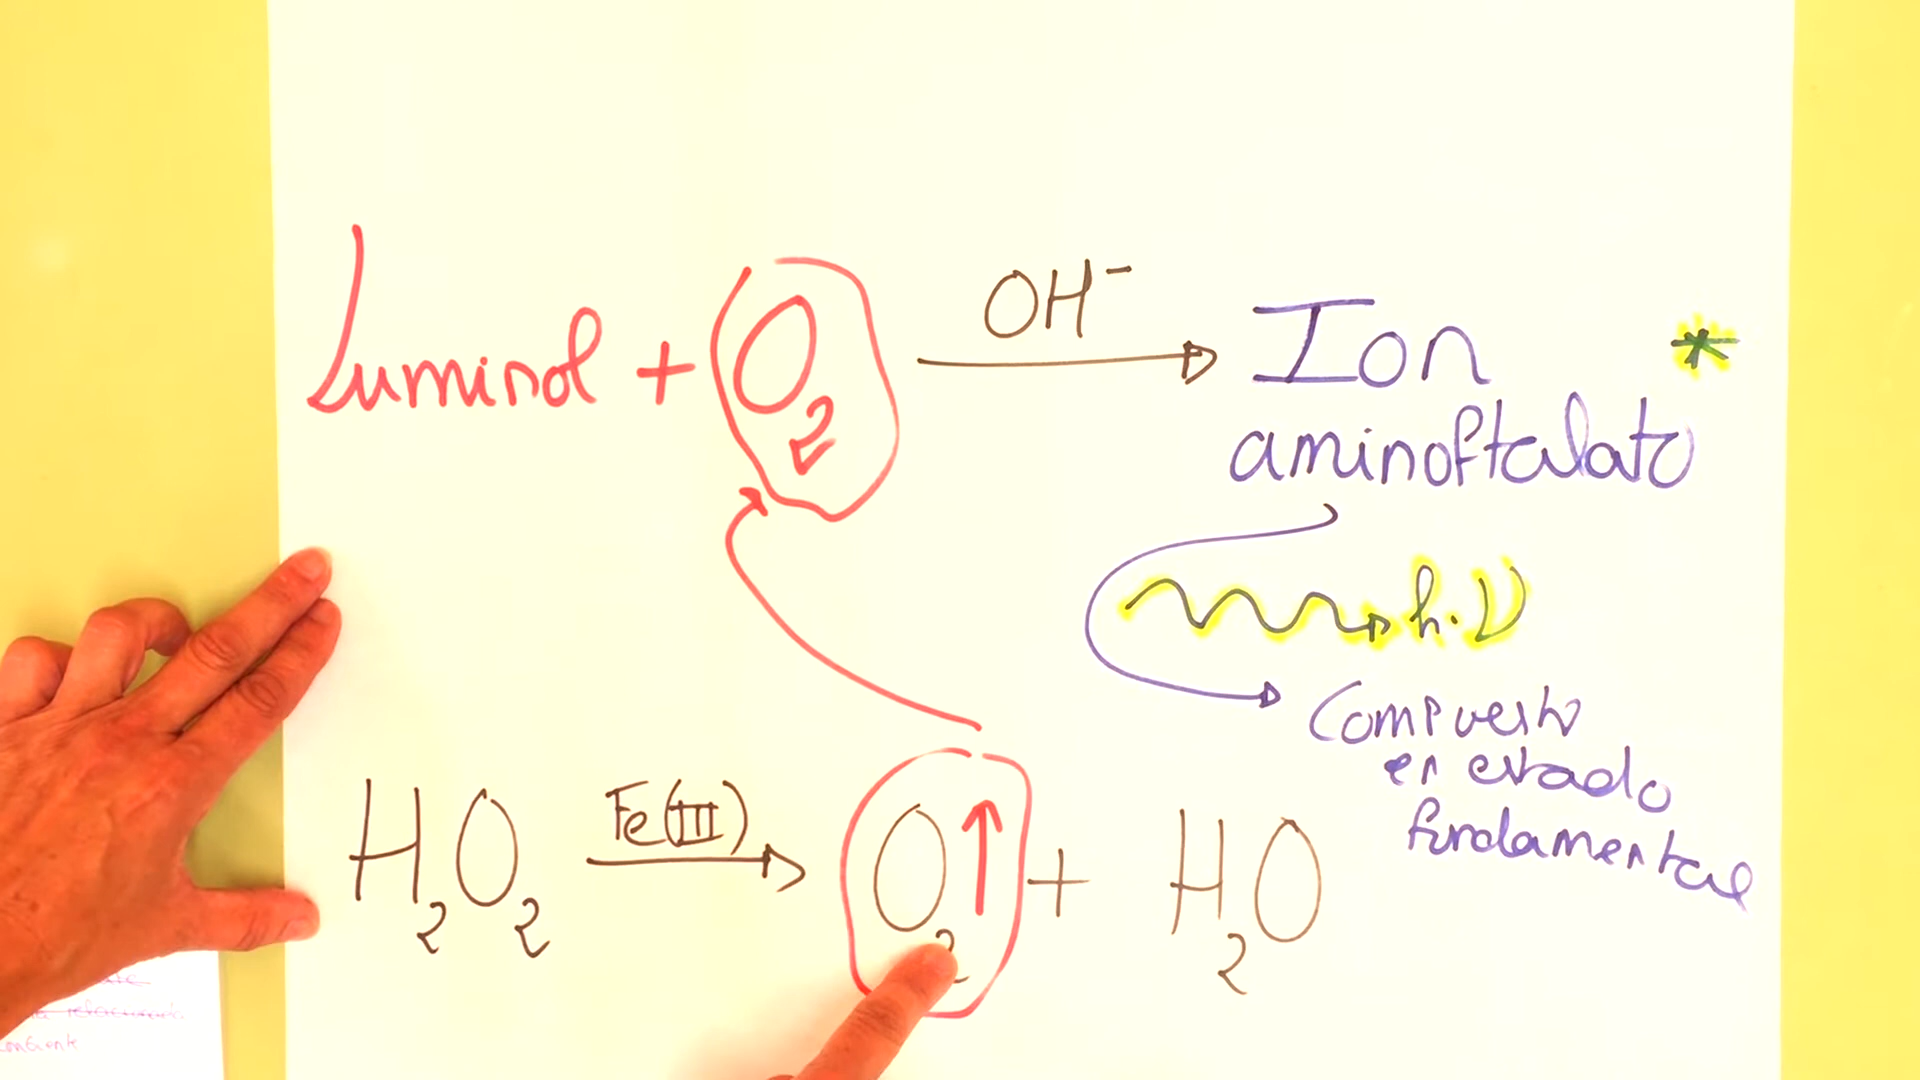 Luminol + O2 OH⁻ Ion *
aminoftalato
h·ν
Compuesto
en estado
fundamental
H2O2 Fe(III) O2↑ + H2O